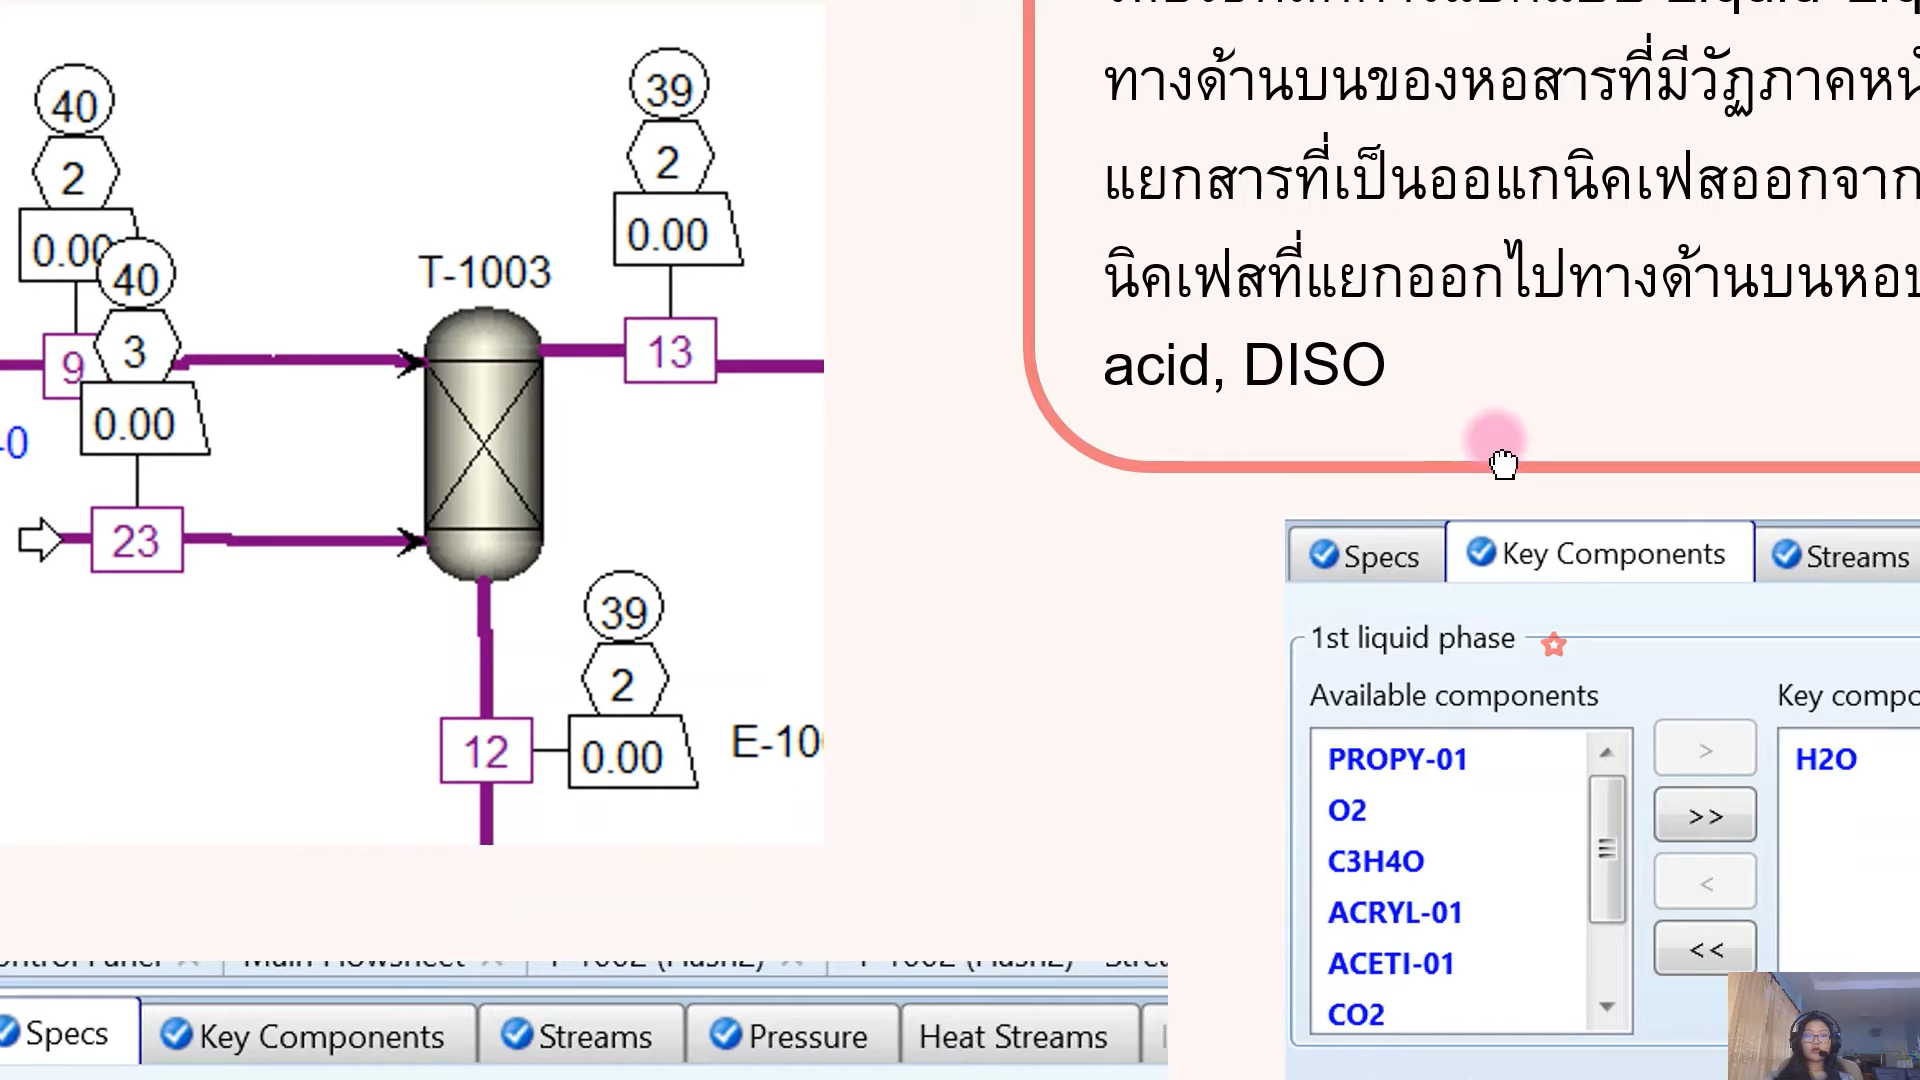 ทางด้านบนของหอสารที่มีวัฏภาคหนั
แยกสารที่เป็นออแกนิคเฟสออกจาก
นิคเฟสที่แยกออกไปทางด้านบนหอบ
acid, DISO
40
2
0.00
39
2
0.00
40
3
0.00
T-1003
9
13
-0
23
39
2
0.00
12
E-10
Specs
Key Components
Streams
1st liquid phase
Available components
Key compo
PROPY-01
O2
C3H4O
ACRYL-01
ACETI-01
CO2
>
>>
<
<<
H2O
Specs
Key Components
Streams
Pressure
Heat Streams